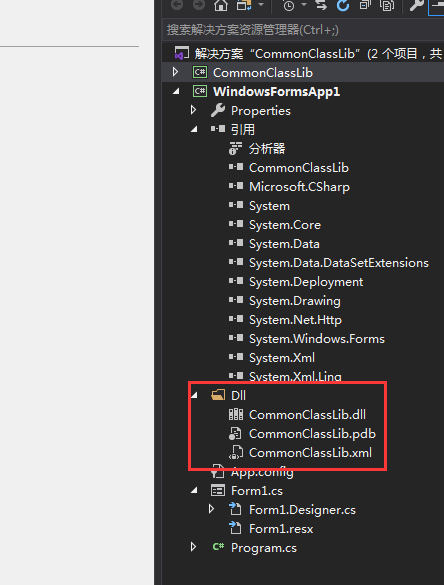 搜索解决方案资源管理器(Ctrl+;)
解决方案“CommonClassLib”(2 个项目，共
C# CommonClassLib
C# WindowsFormsApp1
Properties
引用
分析器
CommonClassLib
Microsoft.CSharp
System
System.Core
System.Data
System.Data.DataSetExtensions
System.Deployment
System.Drawing
System.Net.Http
System.Windows.Forms
System.Xml
System.Xml.Linq
Dll
CommonClassLib.dll
CommonClassLib.pdb
CommonClassLib.xml
App.config
Form1.cs
Form1.Designer.cs
Form1.resx
C# Program.cs